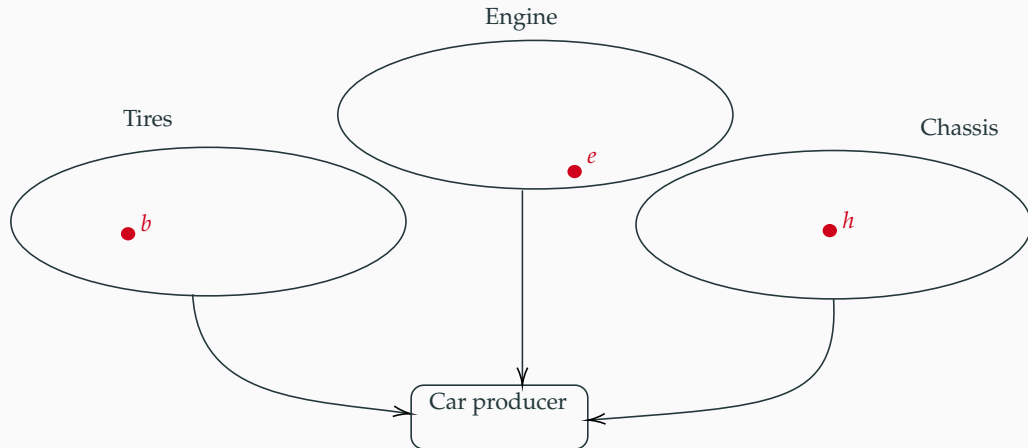 Engine
Tires
Chassis
e
b
h
Car producer